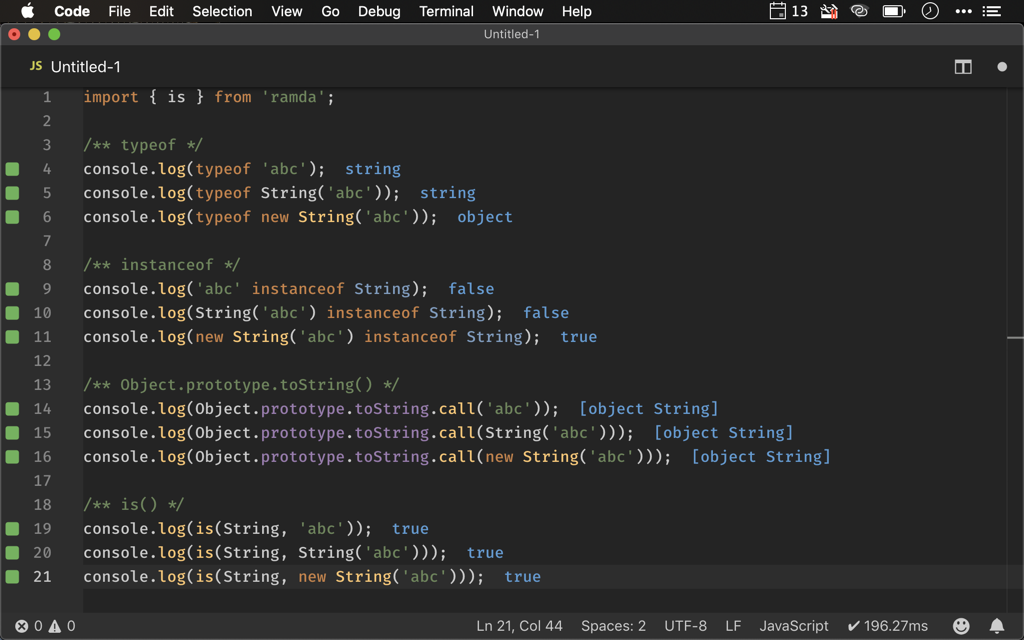 Code File Edit Selection View Go Debug Terminal Window Help 13
Untitled-1
JS Untitled-1
1 import { is } from 'ramda';
2
3 /** typeof */
4 console.log(typeof 'abc'); string
5 console.log(typeof String('abc')); string
6 console.log(typeof new String('abc')); object
7
8 /** instanceof */
9 console.log('abc' instanceof String); false
10 console.log(String('abc') instanceof String); false
11 console.log(new String('abc') instanceof String); true
12
13 /** Object.prototype.toString() */
14 console.log(Object.prototype.toString.call('abc')); [object String]
15 console.log(Object.prototype.toString.call(String('abc'))); [object String]
16 console.log(Object.prototype.toString.call(new String('abc'))); [object String]
17
18 /** is() */
19 console.log(is(String, 'abc')); true
20 console.log(is(String, String('abc'))); true
21 console.log(is(String, new String('abc'))); true
0 0 Ln 21, Col 44 Spaces: 2 UTF-8 LF JavaScript ✔ 196.27ms